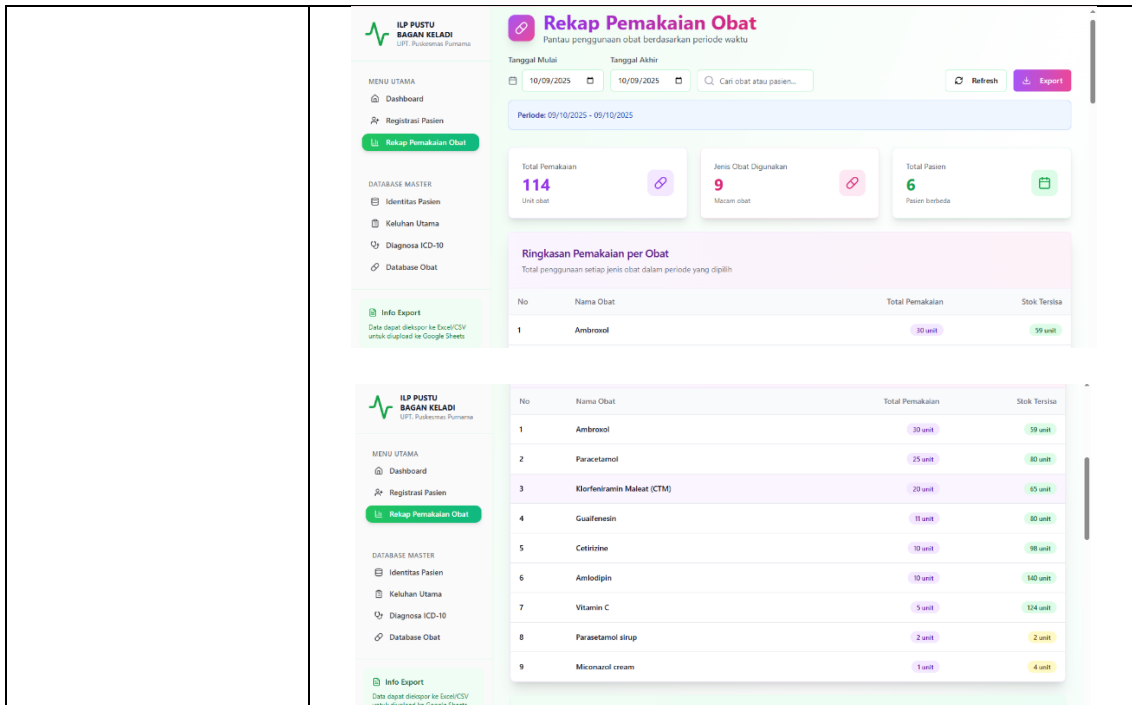 ILP PUSTU
BAGAN KELADI
UPT. Puskesmas Purnama
MENU UTAMA
Dashboard
Registrasi Pasien
Rekap Pemakaian Obat
DATABASE MASTER
Identitas Pasien
Keluhan Utama
Diagnosa ICD-10
Database Obat
Info Export
Data dapat diekspor ke Excel/CSV
untuk diupload ke Google Sheets
Rekap Pemakaian Obat
Pantau penggunaan obat berdasarkan periode waktu
Tanggal Mulai Tanggal Akhir
10/09/2025 10/09/2025 Cari obat atau pasien... Refresh Export
Periode: 09/10/2025 - 09/10/2025
Total Pemakaian
114
Unit obat
Jenis Obat Digunakan
9
Macam obat
Total Pasien
6
Pasien berbeda
Ringkasan Pemakaian per Obat
Total penggunaan setiap jenis obat dalam periode yang dipilih
No Nama Obat Total Pemakaian Stok Tersisa
1 Ambroxol 30 unit 59 unit
ILP PUSTU
BAGAN KELADI
UPT. Puskesmas Purnama
MENU UTAMA
Dashboard
Registrasi Pasien
Rekap Pemakaian Obat
DATABASE MASTER
Identitas Pasien
Keluhan Utama
Diagnosa ICD-10
Database Obat
Info Export
Data dapat diekspor ke Excel/CSV
untuk diupload ke Google Sheets
No Nama Obat Total Pemakaian Stok Tersisa
1 Ambroxol 30 unit 59 unit
2 Paracetamol 25 unit 80 unit
3 Klorfeniramin Maleat (CTM) 20 unit 65 unit
4 Guaifenesin 11 unit 80 unit
5 Cetirizine 10 unit 98 unit
6 Amlodipin 10 unit 140 unit
7 Vitamin C 5 unit 124 unit
8 Parasetamol sirup 2 unit 2 unit
9 Miconazol cream 1 unit 4 unit